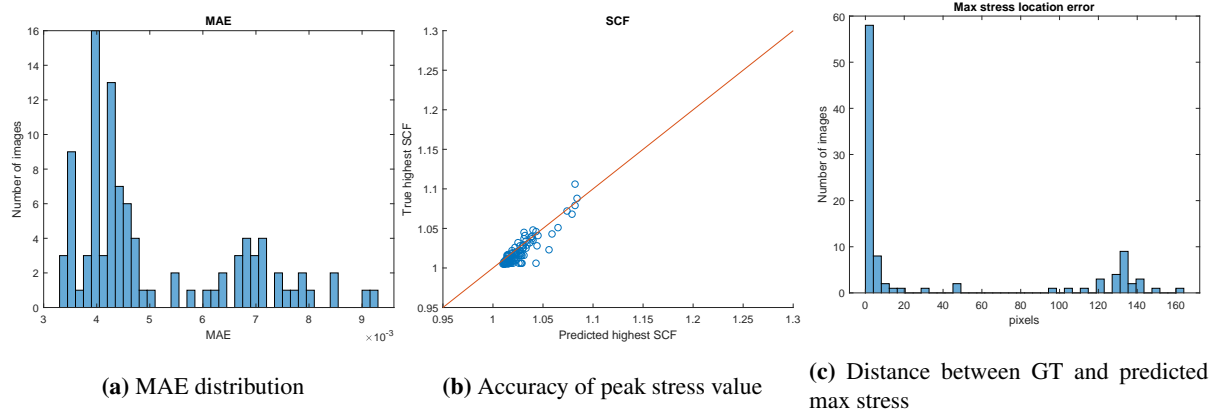 MAE
16
14
12
10
8
6
4
2
0
3 4 5 6 7 8 9
×10⁻³
MAE
Number of images
SCF
1.3
1.25
1.2
1.15
1.1
1.05
1
0.95
0.95 1 1.05 1.1 1.15 1.2 1.25 1.3
Predicted highest SCF
True highest SCF
Max stress location error
60
50
40
30
20
10
0
0 20 40 60 80 100 120 140 160
pixels
Number of images
(a) MAE distribution
(b) Accuracy of peak stress value
(c) Distance between GT and predicted
max stress